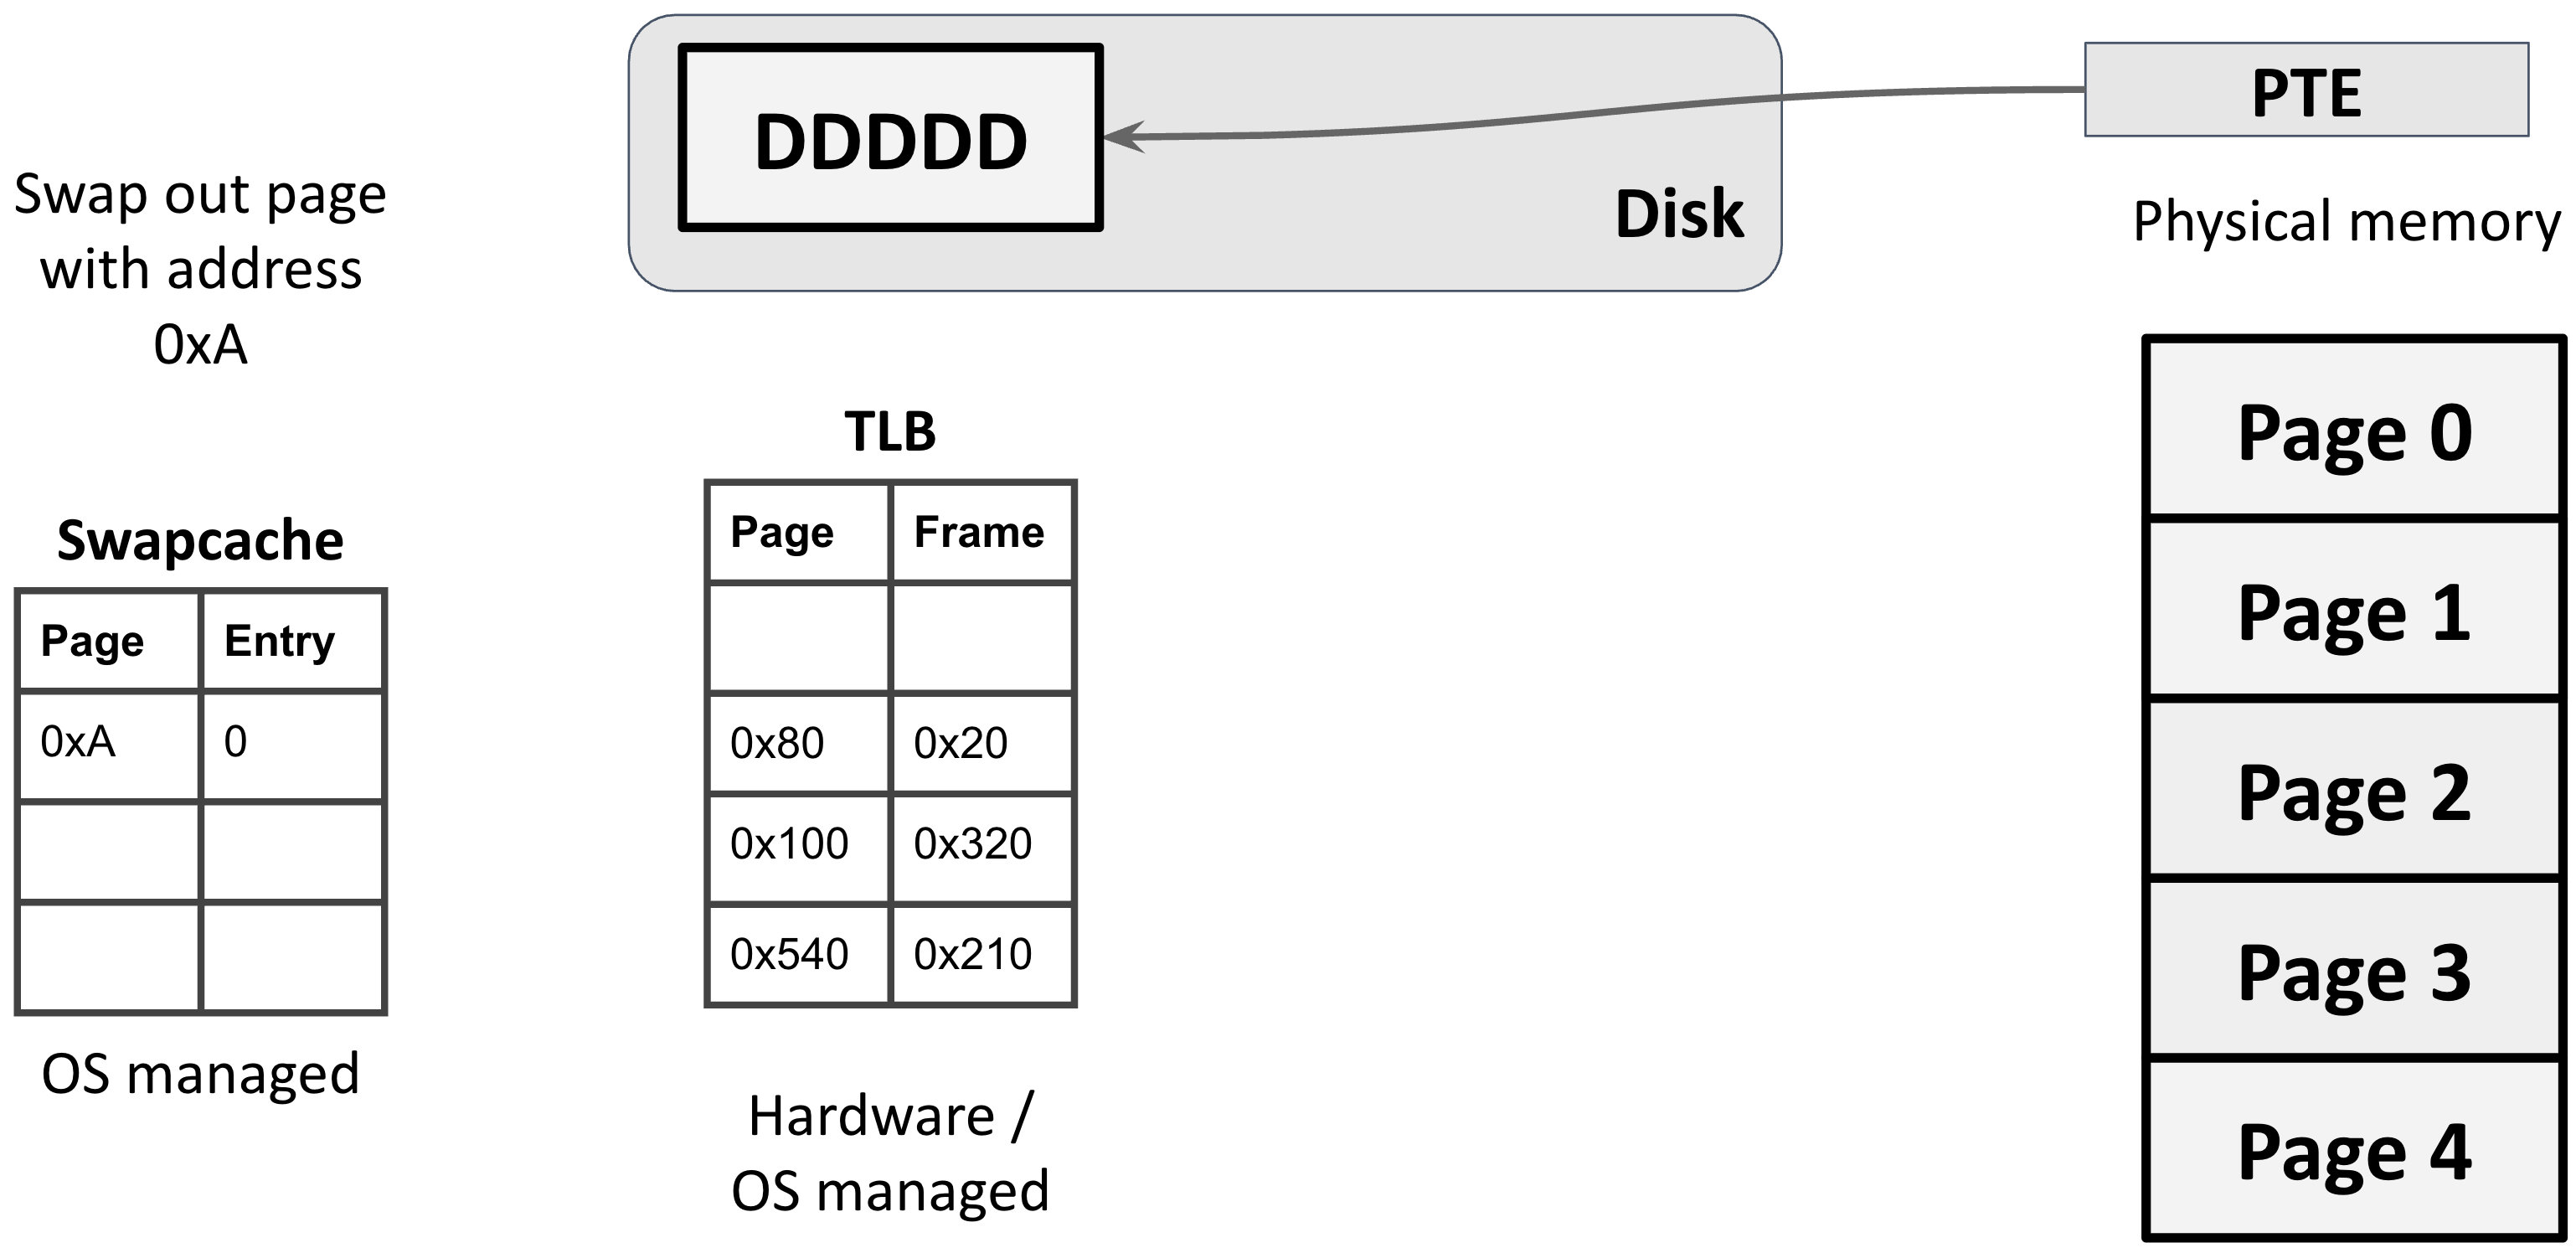 DDDDD
Disk
PTE
Physical memory
Swap out page
with address
0xA
Swapcache
Page Entry
0xA 0
OS managed
TLB
Page Frame
0x80 0x20
0x100 0x320
0x540 0x210
Hardware /
OS managed
Page 0
Page 1
Page 2
Page 3
Page 4